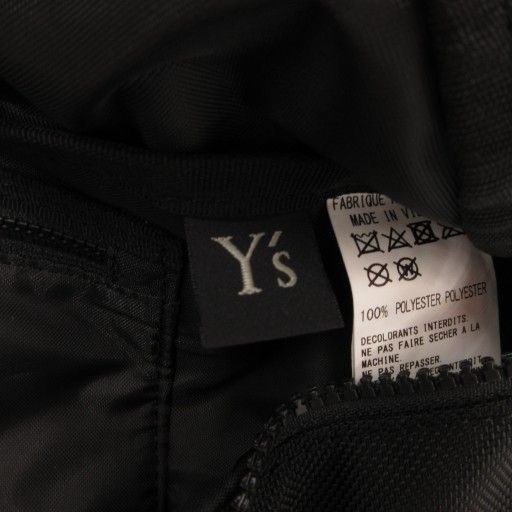 Y's
FABRIQUE
MADE IN
100% POLYESTER POLYESTER
DECOLORANTS INTERDITS.
NE PAS FAIRE SECHER A LA
MACHINE.
NE PAS REPASSER.